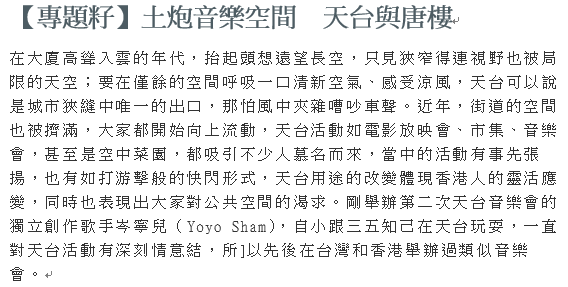 【專題籽】土炮音樂空間　天台與唐樓
在大廈高聳入雲的年代，抬起頭想遠望長空，只見狹窄得連視野也被局
限的天空；要在僅餘的空間呼吸一口清新空氣、感受涼風，天台可以說
是城市狹縫中唯一的出口，那怕風中夾雜嘈吵車聲。近年，街道的空間
也被擠滿，大家都開始向上流動，天台活動如電影放映會、市集、音樂
會，甚至是空中菜園，都吸引不少人慕名而來，當中的活動有事先張
揚，也有如打游擊般的快閃形式，天台用途的改變體現香港人的靈活應
變，同時也表現出大家對公共空間的渴求。剛舉辦第二次天台音樂會的
獨立創作歌手岑寧兒（Yoyo Sham)，自小跟三五知己在天台玩耍，一直
對天台活動有深刻情意結，所]以先後在台灣和香港舉辦過類似音樂
會。